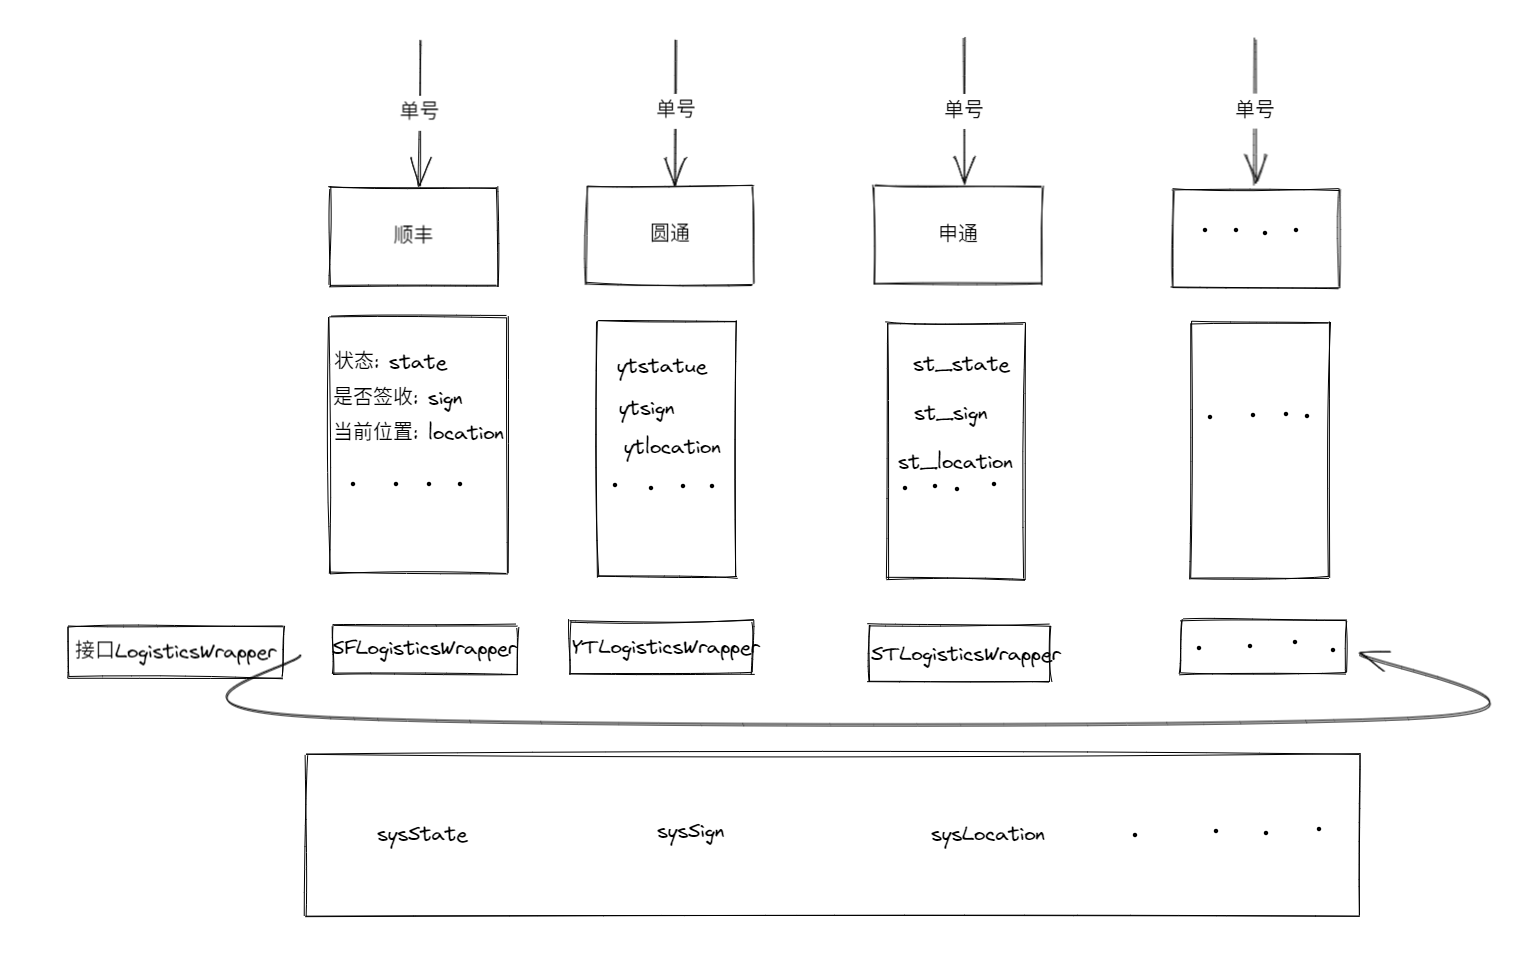 单号
单号
单号
单号
顺丰
圆通
申通
状态: state
是否签收: sign
当前位置: location
ytstatue
ytsign
ytlocation
st_state
st_sign
st_location
接口LogisticsWrapper
SFLogisticsWrapper
YTLogisticsWrapper
STLogisticsWrapper
sysState
sysSign
sysLocation